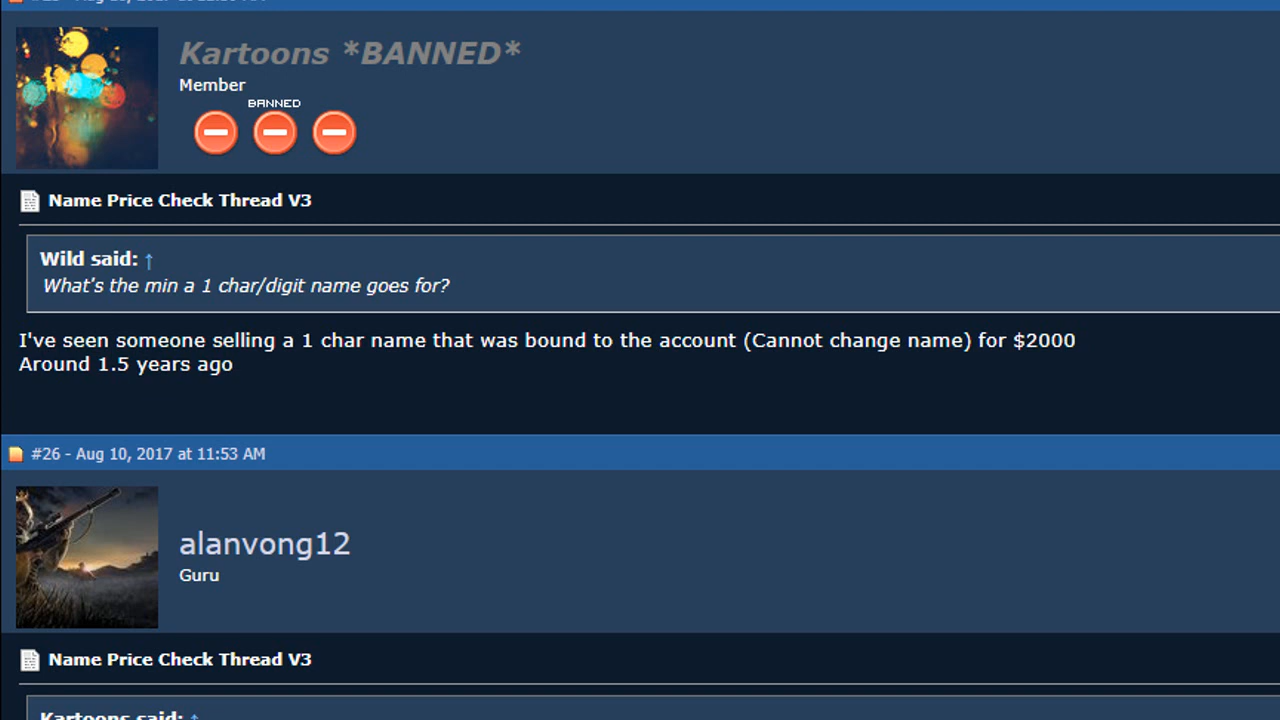 Kartoons *BANNED*
Member
BANNED
Name Price Check Thread V3
Wild said: ↑
What's the min a 1 char/digit name goes for?
I've seen someone selling a 1 char name that was bound to the account (Cannot change name) for $2000
Around 1.5 years ago
#26 - Aug 10, 2017 at 11:53 AM
alanvong12
Guru
Name Price Check Thread V3
Kartoons said: ↑